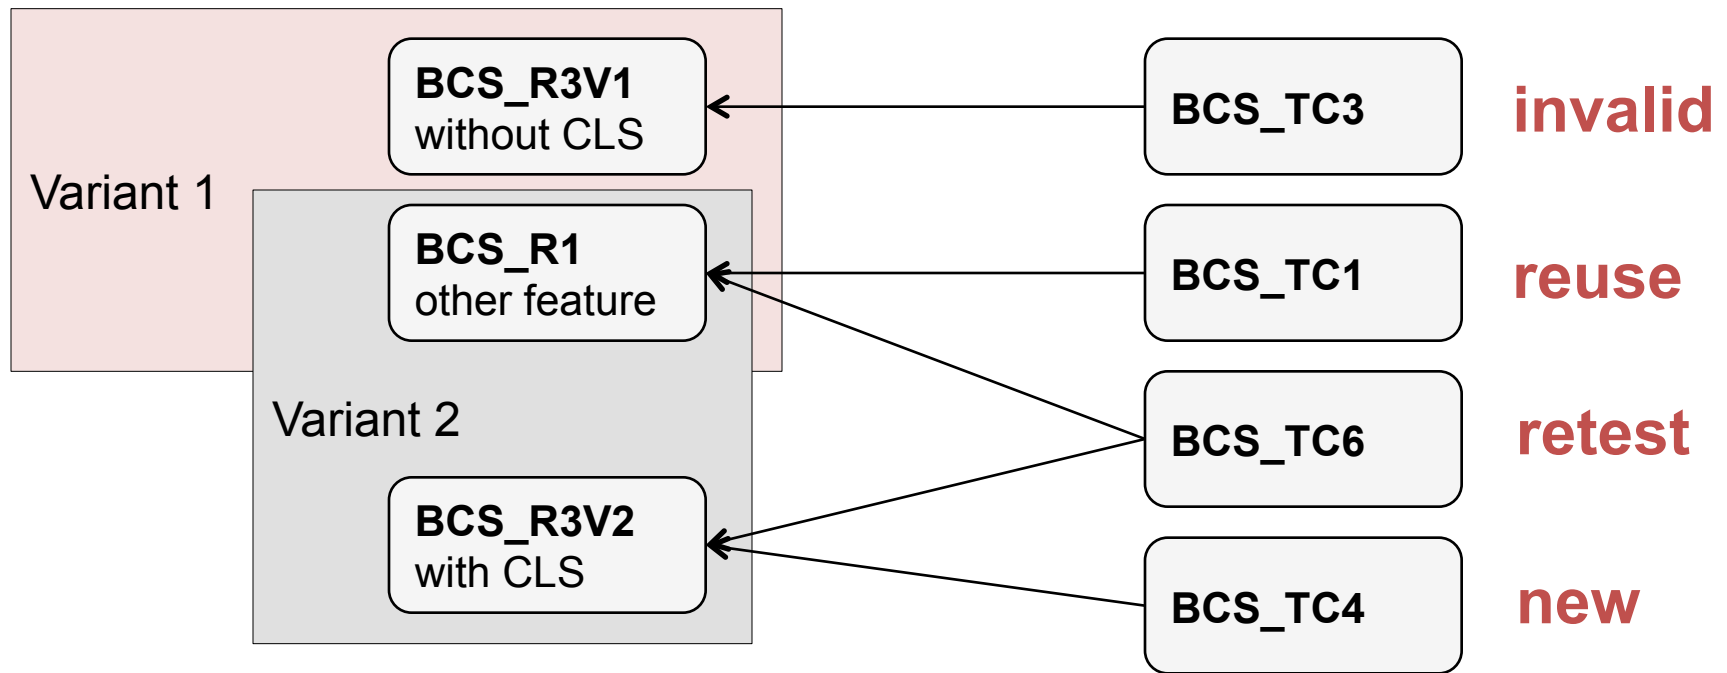 Variant 1
BCS_R3V1
without CLS
BCS_TC3
invalid
BCS_R1
other feature
BCS_TC1
reuse
Variant 2
BCS_TC6
retest
BCS_R3V2
with CLS
BCS_TC4
new